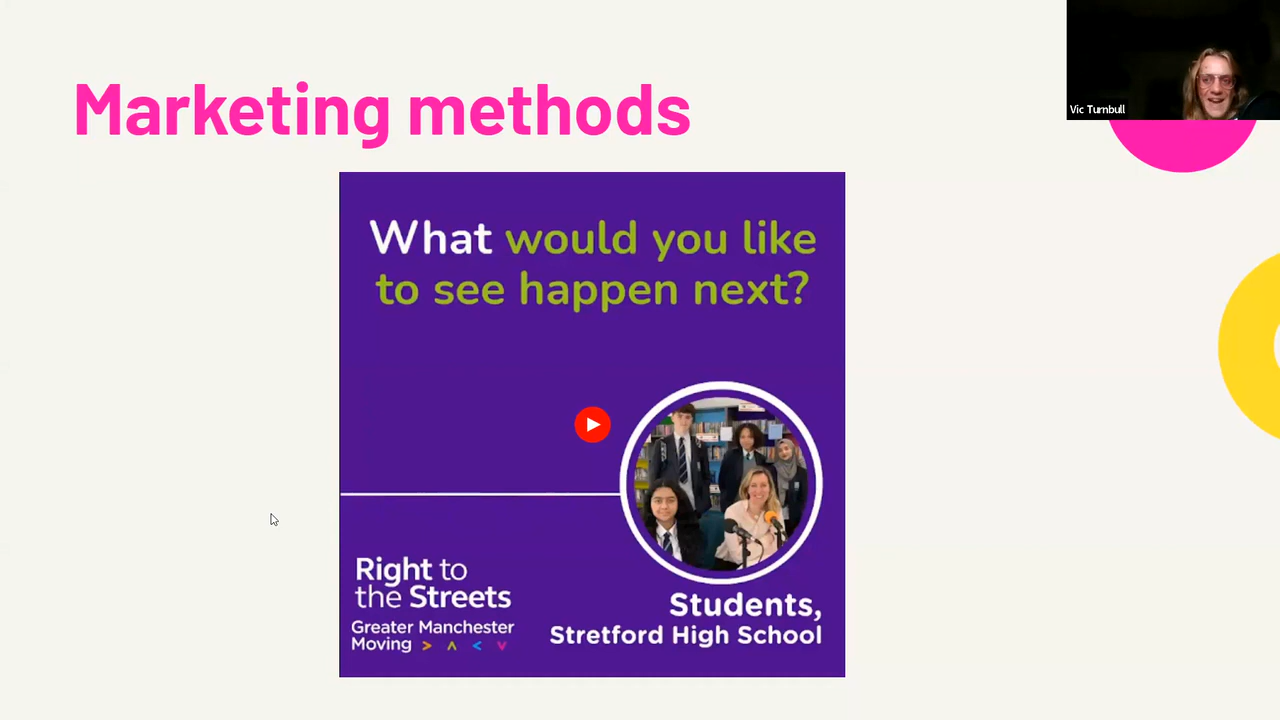 Marketing methods
Vic Turnbull
What would you like
to see happen next?
Right to
the Streets
Greater Manchester
Moving
Students,
Stretford High School